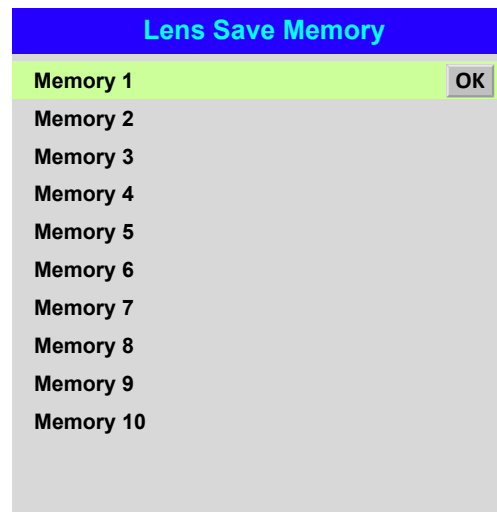 Lens Save Memory
Memory 1 OK
Memory 2
Memory 3
Memory 4
Memory 5
Memory 6
Memory 7
Memory 8
Memory 9
Memory 10